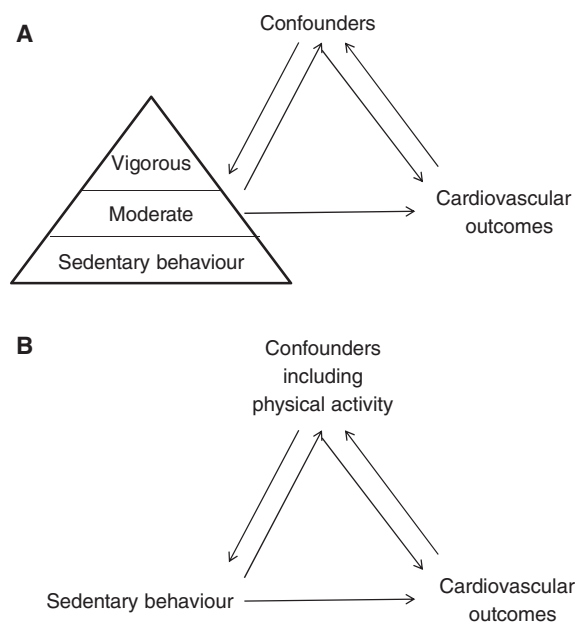 A
Confounders
Vigorous
Moderate
Sedentary behaviour
Cardiovascular
outcomes
B
Confounders
including
physical activity
Sedentary behaviour
Cardiovascular
outcomes